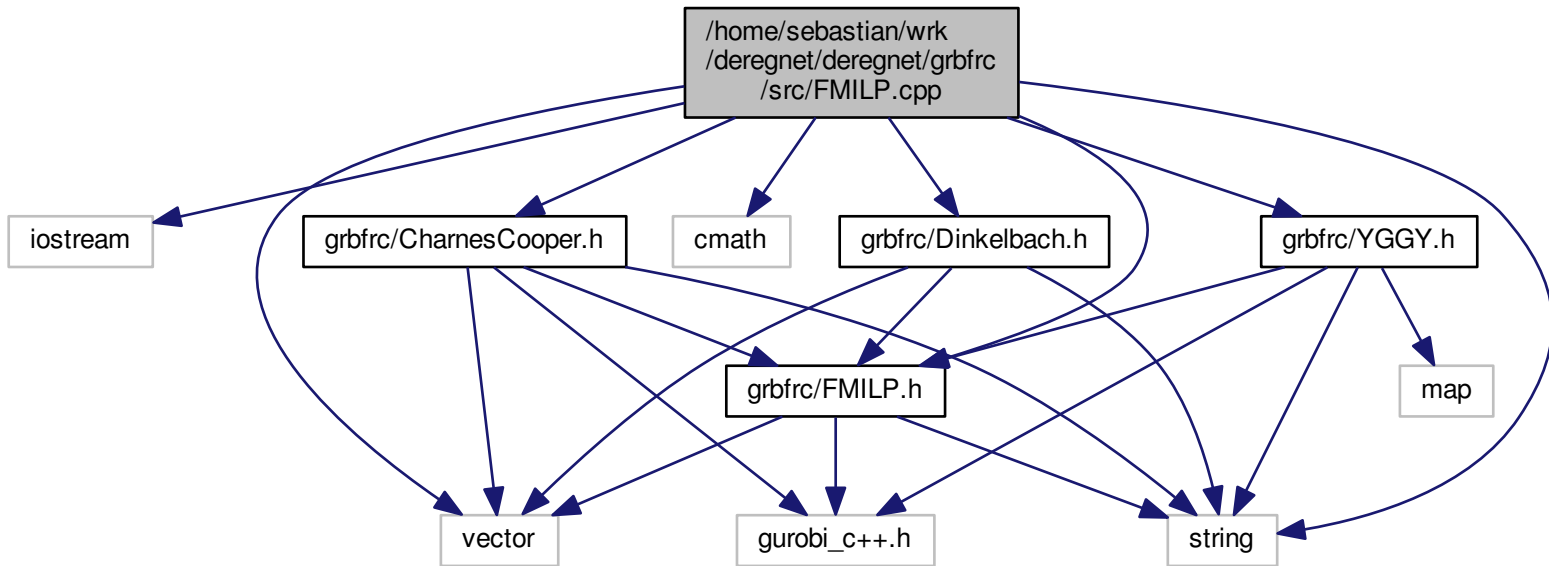 /home/sebastian/wrk
/deregnet/deregnet/grbfrc
/src/FMILP.cpp
iostream
grbfrc/CharnesCooper.h
cmath
grbfrc/Dinkelbach.h
grbfrc/YGGY.h
grbfrc/FMILP.h
map
vector
gurobi_c++.h
string